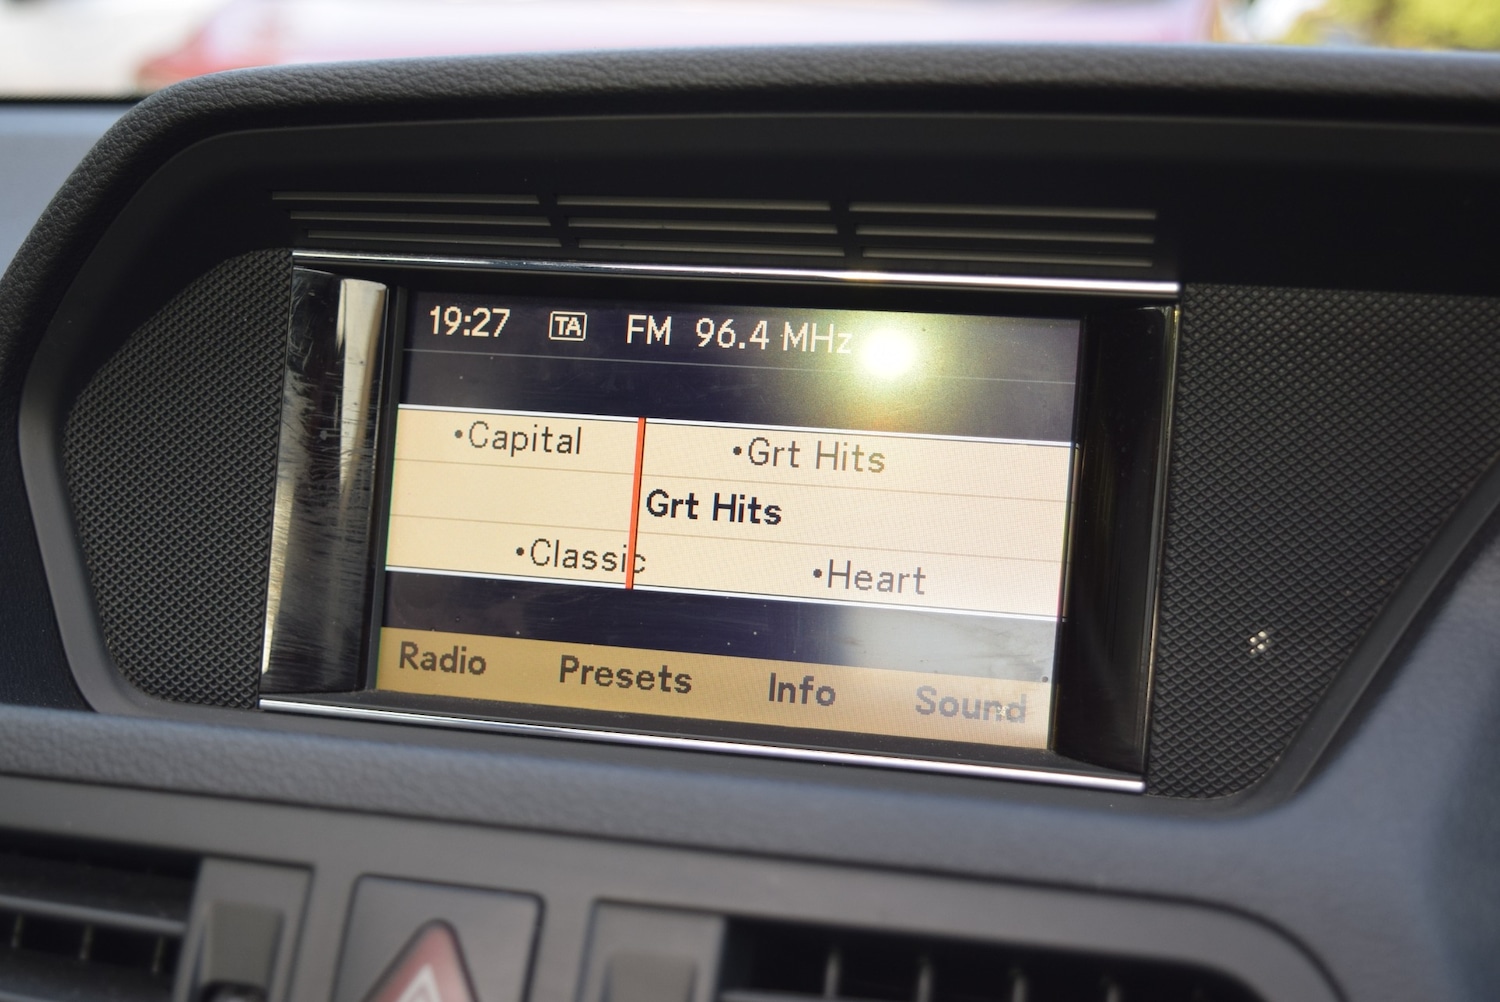 19:27 TA FM 96.4 MHz
•Capital •Grt Hits
Grt Hits
•Classic •Heart
Radio Presets Info Sound